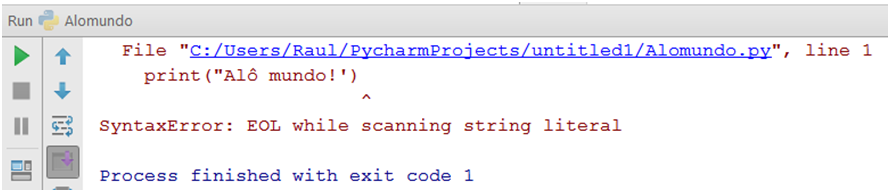 Run Alomundo
File "C:/Users/Raul/PycharmProjects/untitled1/Alomundo.py", line 1
print("Alô mundo!')
^
SyntaxError: EOL while scanning string literal
Process finished with exit code 1